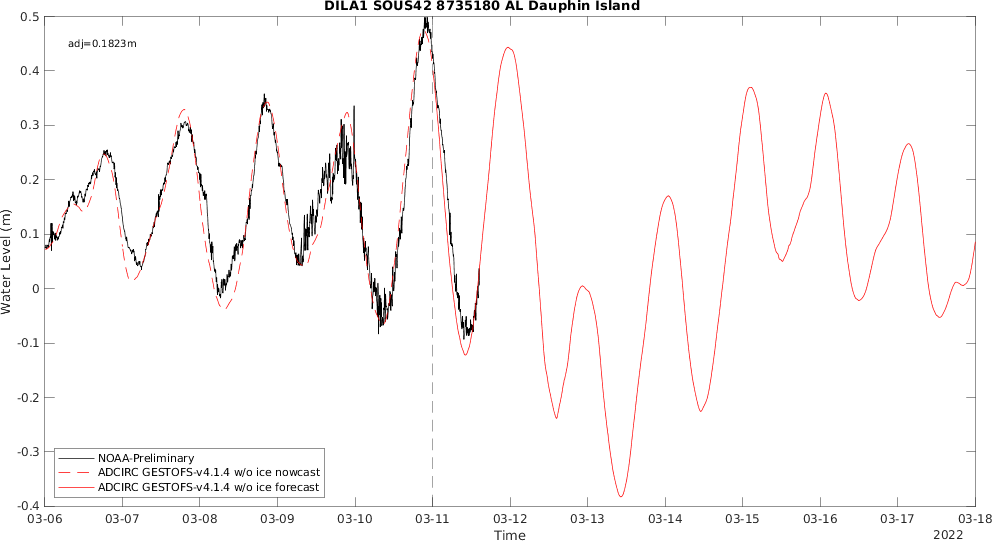 DILA1 SOUS42 8735180 AL Dauphin Island
adj=0.1823m
0.5
0.4
0.3
0.2
0.1
0
-0.1
-0.2
-0.3
-0.4
Water Level (m)
NOAA-Preliminary
ADCIRC GESTOFS-v4.1.4 w/o ice nowcast
ADCIRC GESTOFS-v4.1.4 w/o ice forecast
03-06 03-07 03-08 03-09 03-10 03-11 03-12 03-13 03-14 03-15 03-16 03-17 03-18
Time
2022